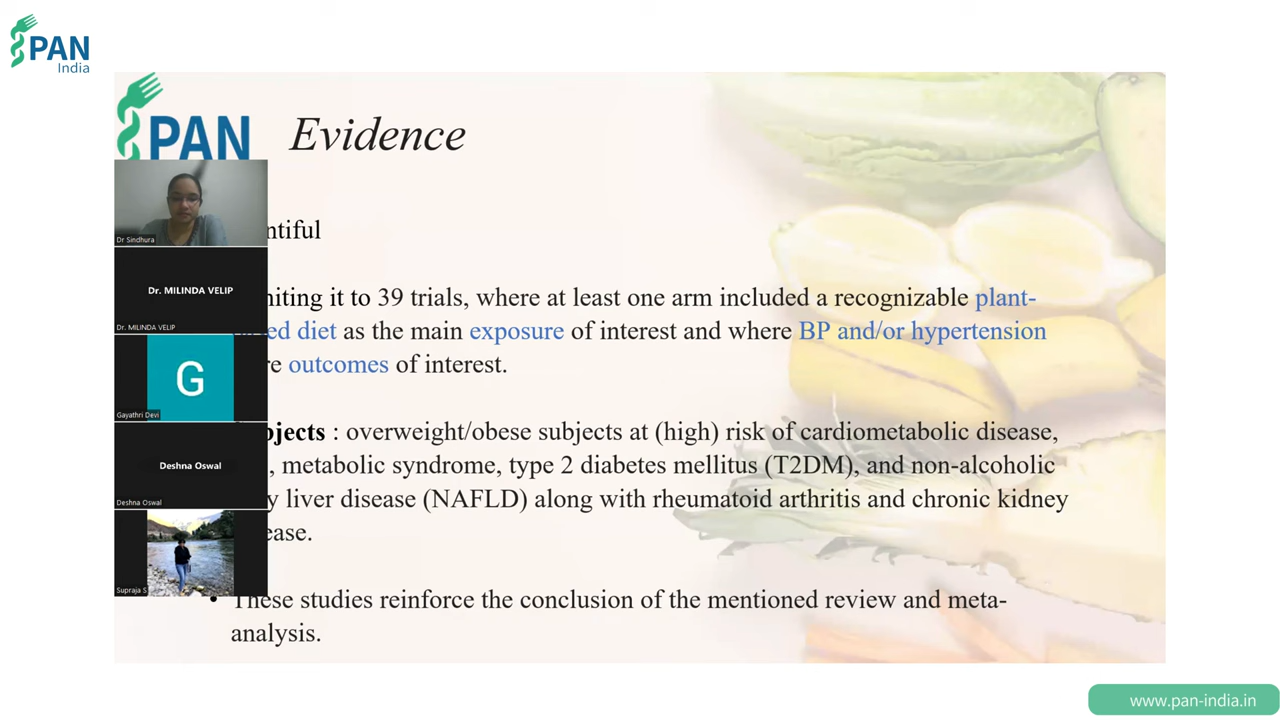 PAN
India
PAN
Evidence
Dr Sindhura
ntiful
Dr. MILINDA VELIP
Dr. MILINDA VELIP
it to 39 trials, where at least one arm included a recognizable plant-
ed diet as the main exposure of interest and where BP and/or hypertension
re outcomes of interest.
Gayathri Devi
G
bjects : overweight/obese subjects at (high) risk of cardiometabolic disease,
, metabolic syndrome, type 2 diabetes mellitus (T2DM), and non-alcoholic
y liver disease (NAFLD) along with rheumatoid arthritis and chronic kidney
ease.
Deshna Oswal
Deshna Oswal
Supraja S
• These studies reinforce the conclusion of the mentioned review and meta-
analysis.
www.pan-india.in